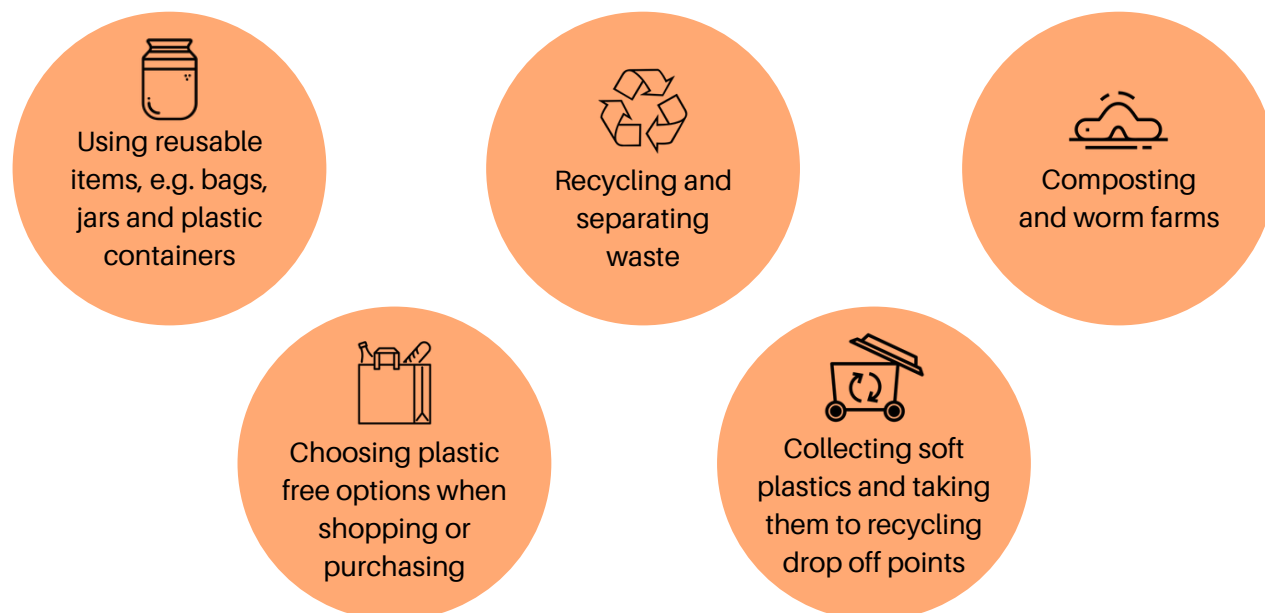 Using reusable
items, e.g. bags,
jars and plastic
containers
Recycling and
separating
waste
Composting
and worm farms
Choosing plastic
free options when
shopping or
purchasing
Collecting soft
plastics and taking
them to recycling
drop off points